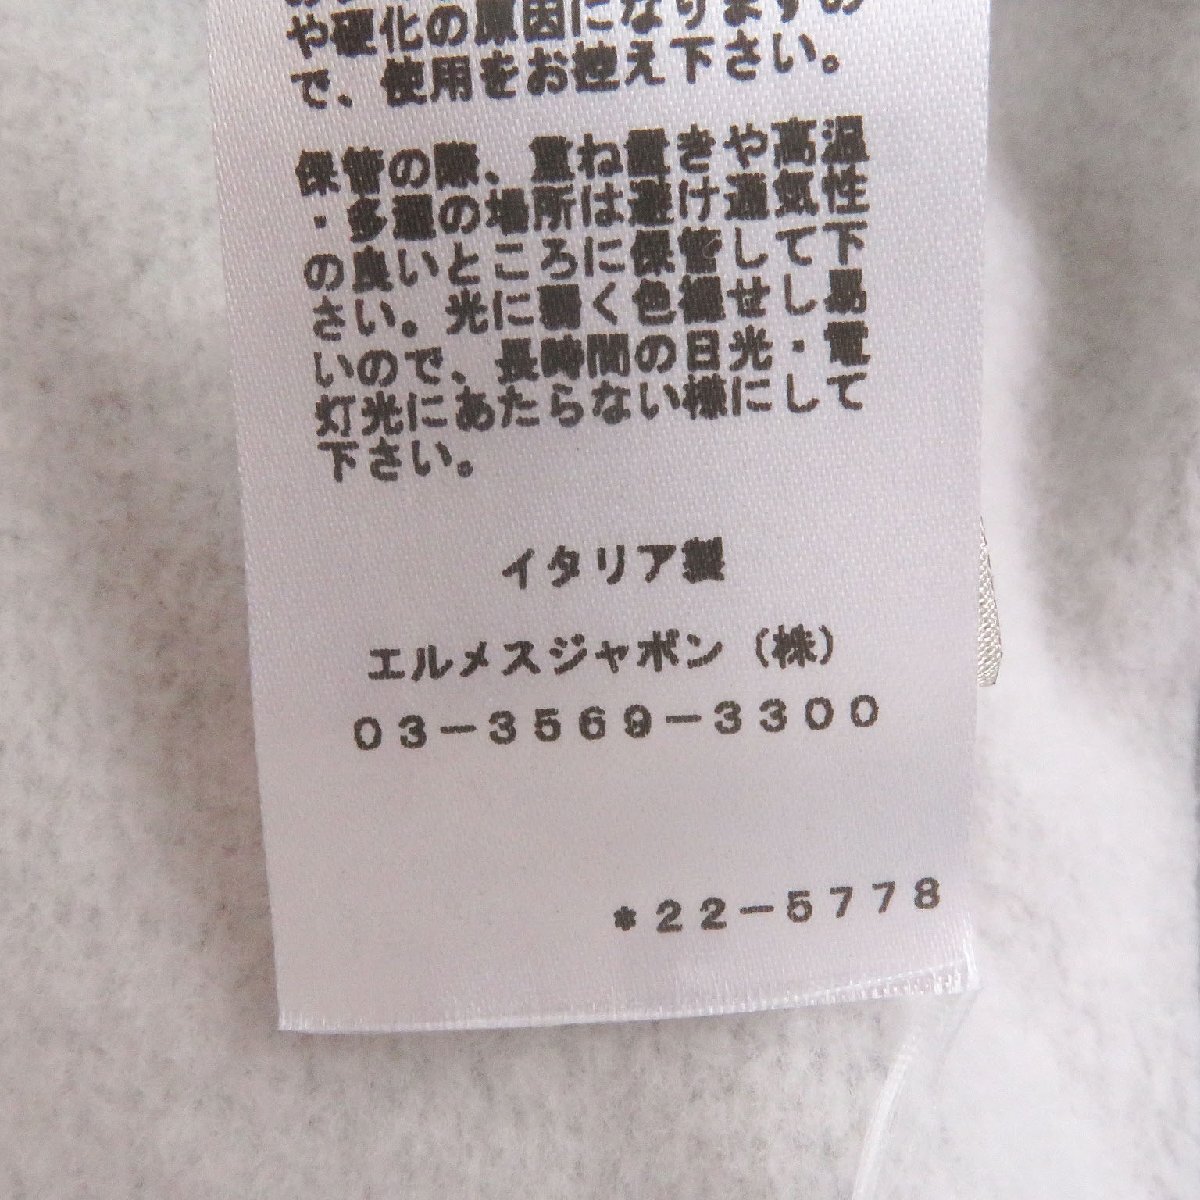 や硬化の原因になりますの
で、使用をお控え下さい。
保管の際、重ね置きや高温
・多湿の場所は避け通気性
の良いところに保管して下
さい。光に弱く色褪せし易
いので、長時間の日光・電
灯光にあたらない様にして
下さい。
イタリア製
エルメスジャポン（株）
03-3569-3300
*22-5778